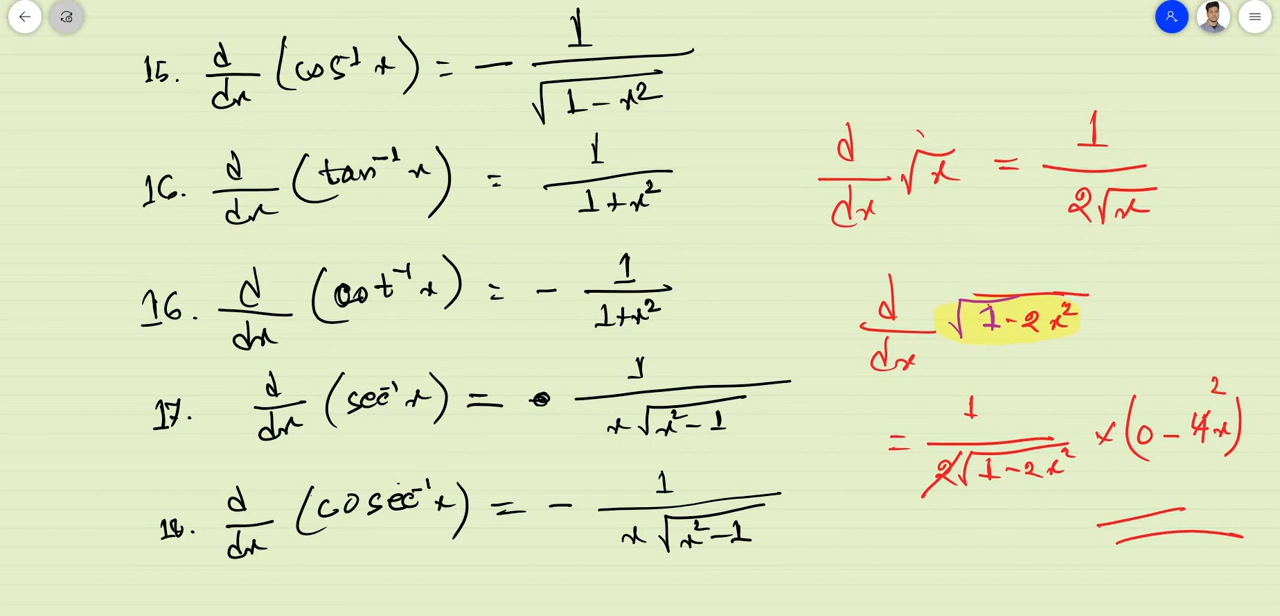 15. d/dx (cos⁻¹ x) = - 1/√(1-x²)
16. d/dx (tan⁻¹ x) = 1/(1+x²)
16. d/dx (cot⁻¹ x) = - 1/(1+x²)
17. d/dx (sec⁻¹ x) = 1/(x√(x²-1))
18. d/dx (cosec⁻¹ x) = - 1/(x√(x²-1))
d/dx √x = 1/(2√x)
d/dx √(1-2x²)
= 1/(2√(1-2x²)) × (0-4x) 2